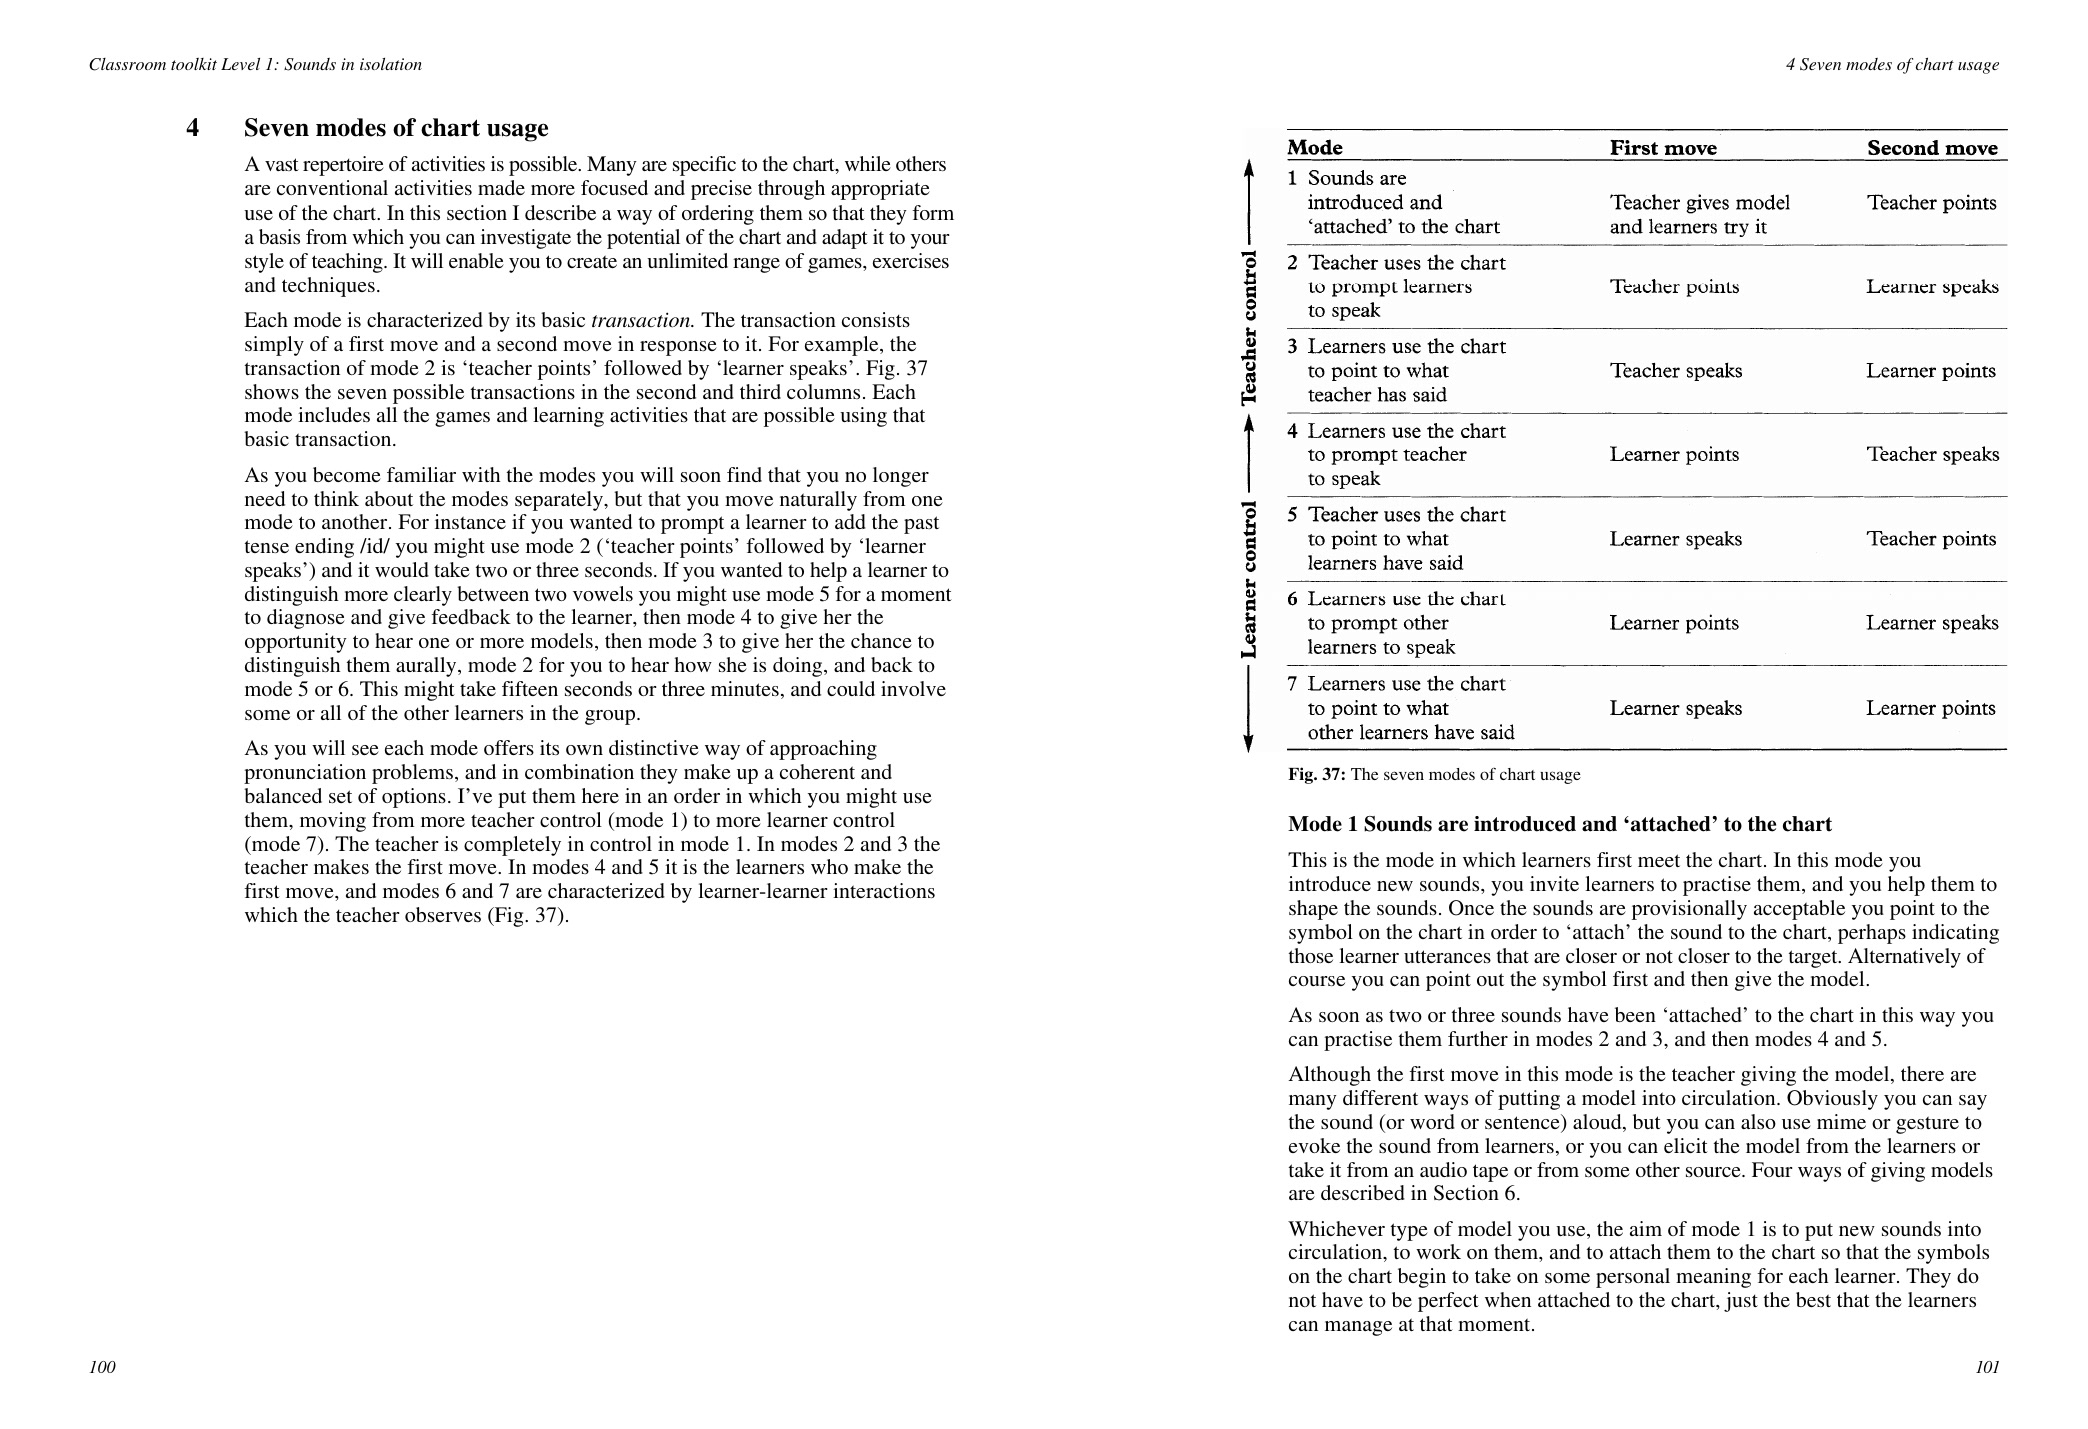 Classroom toolkit Level 1: Sounds in isolation
4 Seven modes of chart usage
A vast repertoire of activities is possible. Many are specific to the chart, while others
are conventional activities made more focused and precise through appropriate
use of the chart. In this section I describe a way of ordering them so that they form
a basis from which you can investigate the potential of the chart and adapt it to your
style of teaching. It will enable you to create an unlimited range of games, exercises
and techniques.
Each mode is characterized by its basic transaction. The transaction consists
simply of a first move and a second move in response to it. For example, the
transaction of mode 2 is ‘teacher points’ followed by ‘learner speaks’. Fig. 37
shows the seven possible transactions in the second and third columns. Each
mode includes all the games and learning activities that are possible using that
basic transaction.
As you become familiar with the modes you will soon find that you no longer
need to think about the modes separately, but that you move naturally from one
mode to another. For instance if you wanted to prompt a learner to add the past
tense ending /id/ you might use mode 2 (‘teacher points’ followed by ‘learner
speaks’) and it would take two or three seconds. If you wanted to help a learner to
distinguish more clearly between two vowels you might use mode 5 for a moment
to diagnose and give feedback to the learner, then mode 4 to give her the
opportunity to hear one or more models, then mode 3 to give her the chance to
distinguish them aurally, mode 2 for you to hear how she is doing, and back to
mode 5 or 6. This might take fifteen seconds or three minutes, and could involve
some or all of the other learners in the group.
As you will see each mode offers its own distinctive way of approaching
pronunciation problems, and in combination they make up a coherent and
balanced set of options. I’ve put them here in an order in which you might use
them, moving from more teacher control (mode 1) to more learner control
(mode 7). The teacher is completely in control in mode 1. In modes 2 and 3 the
teacher makes the first move. In modes 4 and 5 it is the learners who make the
first move, and modes 6 and 7 are characterized by learner-learner interactions
which the teacher observes (Fig. 37).
100
4 Seven modes of chart usage
Teacher control
Learner control
Mode First move Second move
1 Sounds are
introduced and Teacher gives model Teacher points
‘attached’ to the chart and learners try it
2 Teacher uses the chart
to prompt learners Teacher points Learner speaks
to speak
3 Learners use the chart
to point to what Teacher speaks Learner points
teacher has said
4 Learners use the chart
to prompt teacher Learner points Teacher speaks
to speak
5 Teacher uses the chart
to point to what Learner speaks Teacher points
learners have said
6 Learners use the chart
to prompt other Learner points Learner speaks
learners to speak
7 Learners use the chart
to point to what Learner speaks Learner points
other learners have said
Fig. 37: The seven modes of chart usage
Mode 1 Sounds are introduced and ‘attached’ to the chart
This is the mode in which learners first meet the chart. In this mode you
introduce new sounds, you invite learners to practise them, and you help them to
shape the sounds. Once the sounds are provisionally acceptable you point to the
symbol on the chart in order to ‘attach’ the sound to the chart, perhaps indicating
those learner utterances that are closer or not closer to the target. Alternatively of
course you can point out the symbol first and then give the model.
As soon as two or three sounds have been ‘attached’ to the chart in this way you
can practise them further in modes 2 and 3, and then modes 4 and 5.
Although the first move in this mode is the teacher giving the model, there are
many different ways of putting a model into circulation. Obviously you can say
the sound (or word or sentence) aloud, but you can also use mime or gesture to
evoke the sound from learners, or you can elicit the model from the learners or
take it from an audio tape or from some other source. Four ways of giving models
are described in Section 6.
Whichever type of model you use, the aim of mode 1 is to put new sounds into
circulation, to work on them, and to attach them to the chart so that the symbols
on the chart begin to take on some personal meaning for each learner. They do
not have to be perfect when attached to the chart, just the best that the learners
can manage at that moment.
101